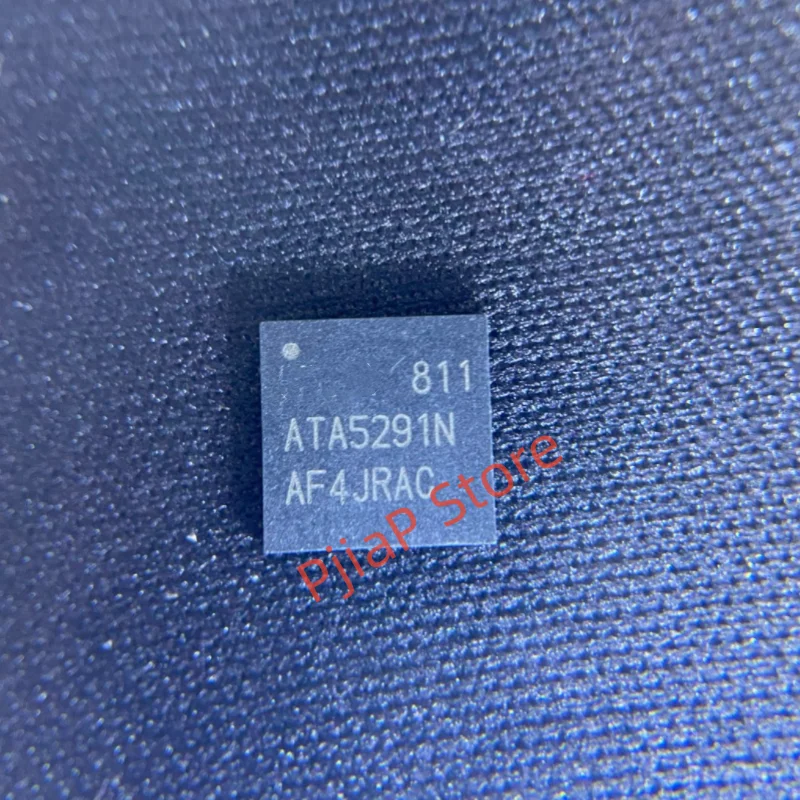 811
ATA5291N
AF4JRAC
PjiaP Store